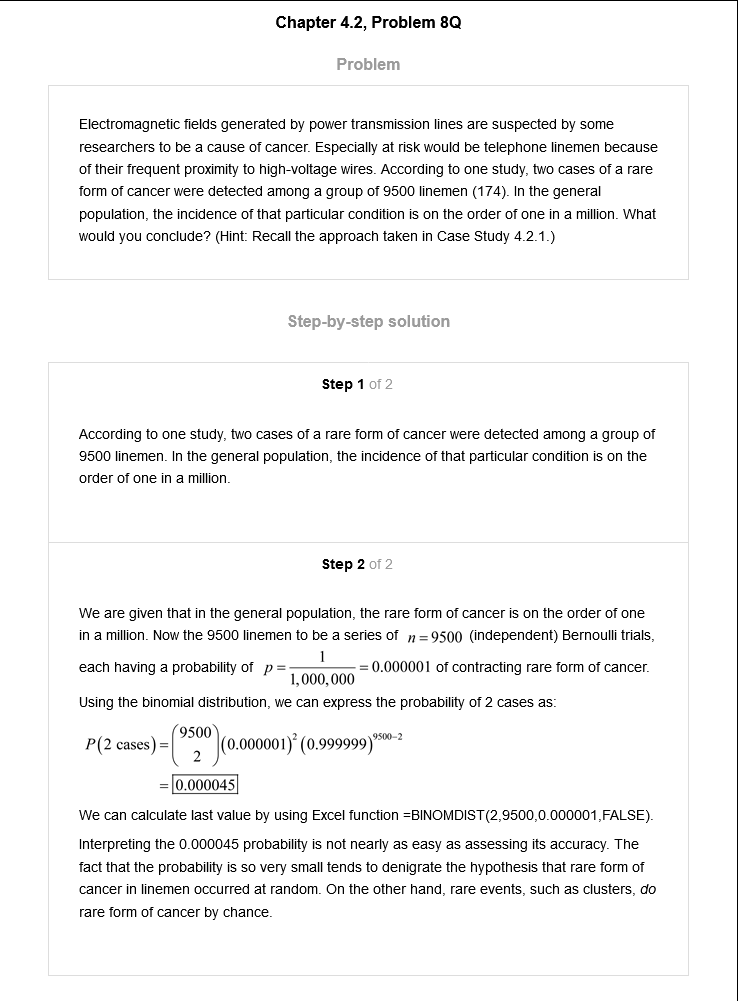 Chapter 4.2, Problem 8Q
Problem
Electromagnetic fields generated by power transmission lines are suspected by some
researchers to be a cause of cancer. Especially at risk would be telephone linemen because
of their frequent proximity to high-voltage wires. According to one study, two cases of a rare
form of cancer were detected among a group of 9500 linemen (174). In the general
population, the incidence of that particular condition is on the order of one in a million. What
would you conclude? (Hint: Recall the approach taken in Case Study 4.2.1.)
Step-by-step solution
Step 1 of 2
According to one study, two cases of a rare form of cancer were detected among a group of
9500 linemen. In the general population, the incidence of that particular condition is on the
order of one in a million.
Step 2 of 2
We are given that in the general population, the rare form of cancer is on the order of one
in a million. Now the 9500 linemen to be a series of n = 9500 (independent) Bernoulli trials,
each having a probability of p = 1/1,000,000 = 0.000001 of contracting rare form of cancer.
Using the binomial distribution, we can express the probability of 2 cases as:
P(2 cases) = (9500 2)(0.000001)^2 (0.999999)^9500−2
= 0.000045
We can calculate last value by using Excel function =BINOMDIST(2,9500,0.000001,FALSE).
Interpreting the 0.000045 probability is not nearly as easy as assessing its accuracy. The
fact that the probability is so very small tends to denigrate the hypothesis that rare form of
cancer in linemen occurred at random. On the other hand, rare events, such as clusters, do
rare form of cancer by chance.